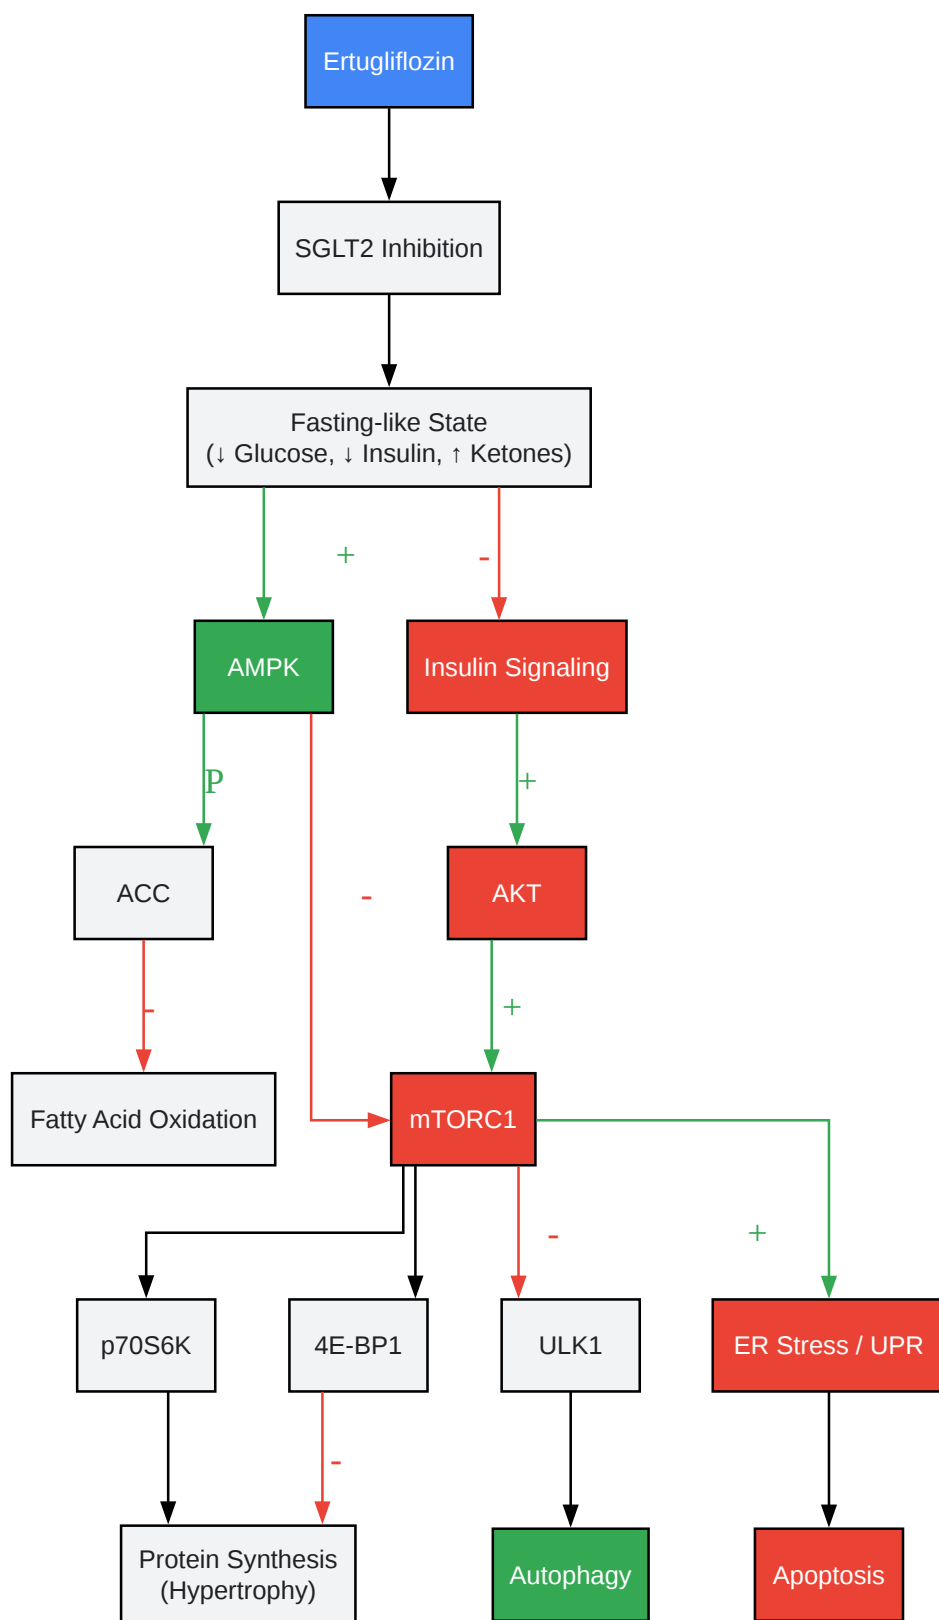 Ertugliflozin
SGLT2 Inhibition
Fasting-like State
(↓ Glucose, ↓ Insulin, ↑ Ketones)
+
-
AMPK
Insulin Signaling
P
+
ACC
-
AKT
-
+
Fatty Acid Oxidation
mTORC1
-
+
p70S6K
4E-BP1
ULK1
ER Stress / UPR
-
Protein Synthesis
(Hypertrophy)
Autophagy
Apoptosis